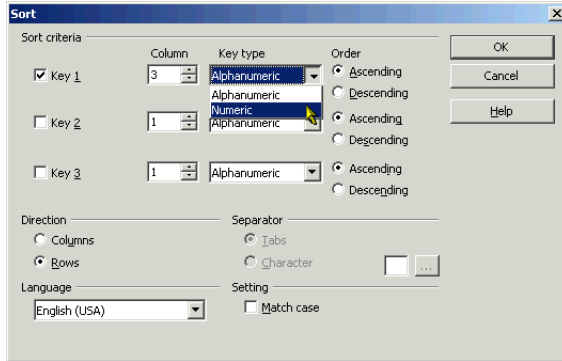 Sort
Sort criteria
Column Key type Order
Key 1 3 Alphanumeric Ascending
Descending
Alphanumeric
Numeric
Key 2 1 Alphanumeric Ascending
Descending
Key 3 1 Alphanumeric Ascending
Descending
OK
Cancel
Help
Direction
Columns
Rows
Separator
Tabs
Character ...
Language
English (USA)
Setting
Match case